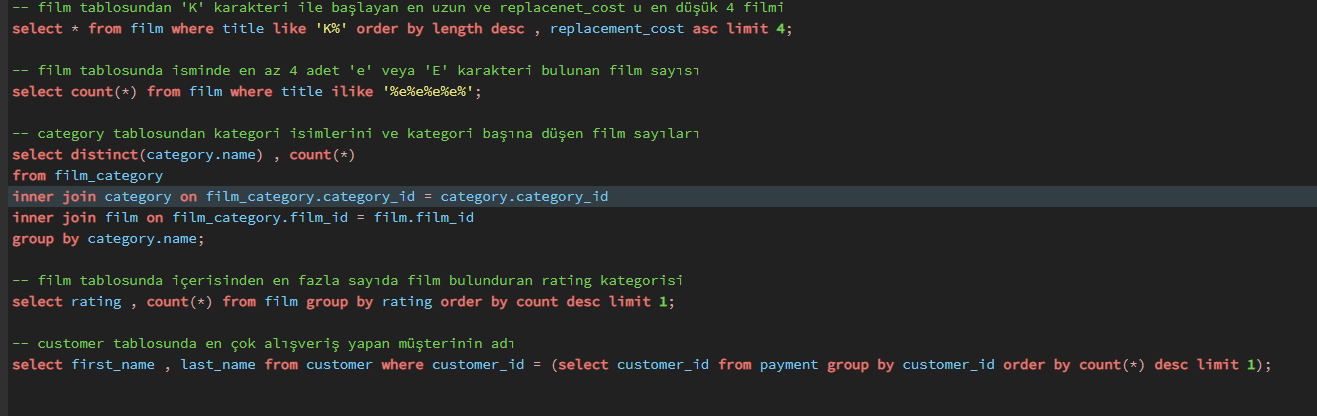 -- film tablosundan 'K' karakteri ile başlayan en uzun ve replacenet_cost u en düşük 4 filmi
select * from film where title like 'K%' order by length desc , replacement_cost asc limit 4;
-- film tablosunda isminde en az 4 adet 'e' veya 'E' karakteri bulunan film sayısı
select count(*) from film where title ilike '%e%e%e%e%';
-- category tablosundan kategori isimlerini ve kategori başına düşen film sayıları
select distinct(category.name) , count(*)
from film_category
inner join category on film_category.category_id = category.category_id
inner join film on film_category.film_id = film.film_id
group by category.name;
-- film tablosunda içerisinden en fazla sayıda film bulunduran rating kategorisi
select rating , count(*) from film group by rating order by count desc limit 1;
-- customer tablosunda en çok alışveriş yapan müşterinin adı
select first_name , last_name from customer where customer_id = (select customer_id from payment group by customer_id order by count(*) desc limit 1);